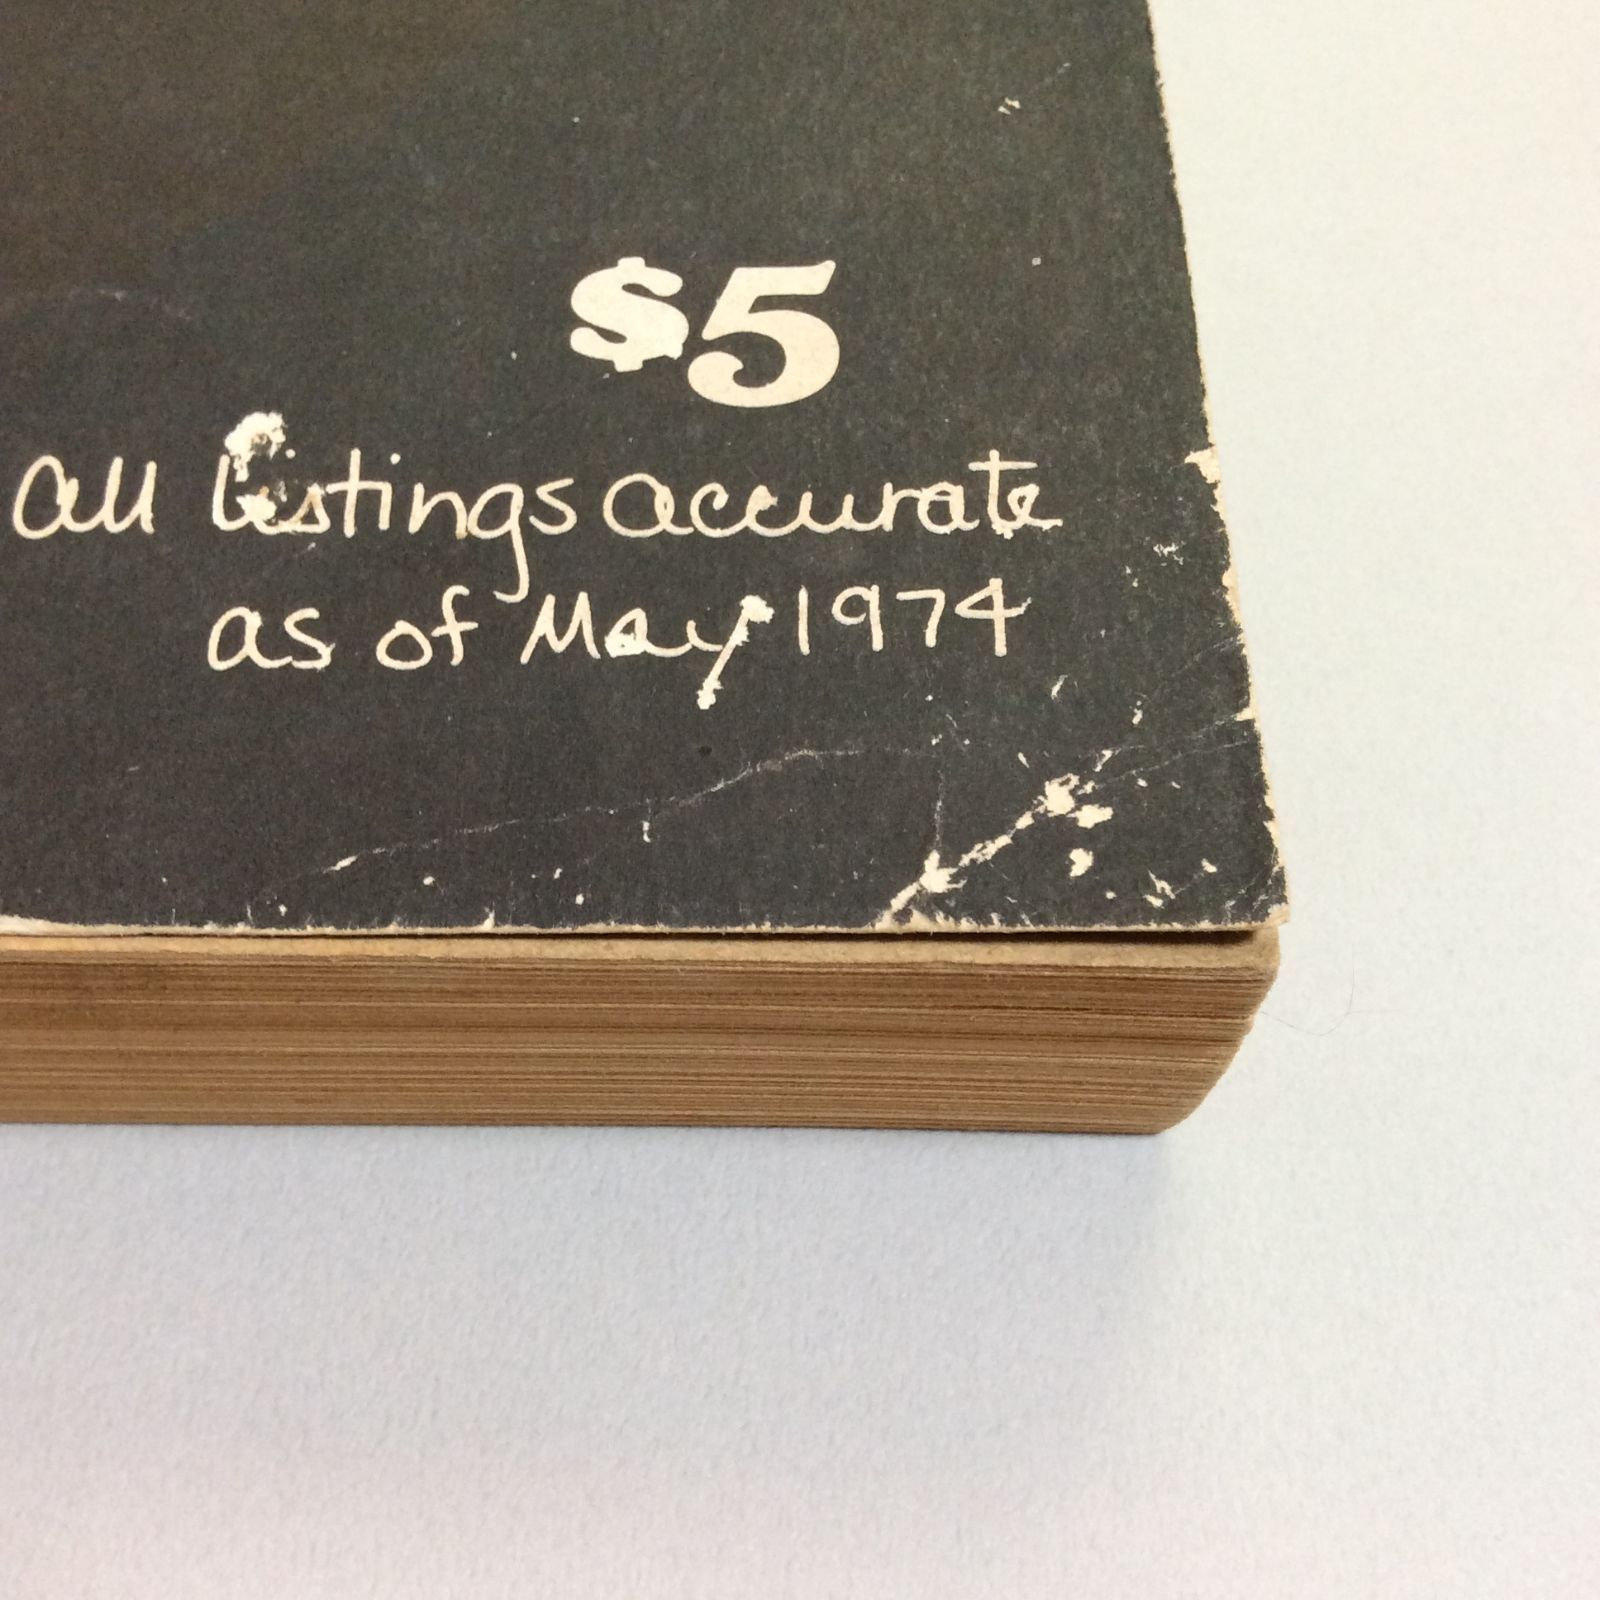 $5
all listings accurate
as of May 1974